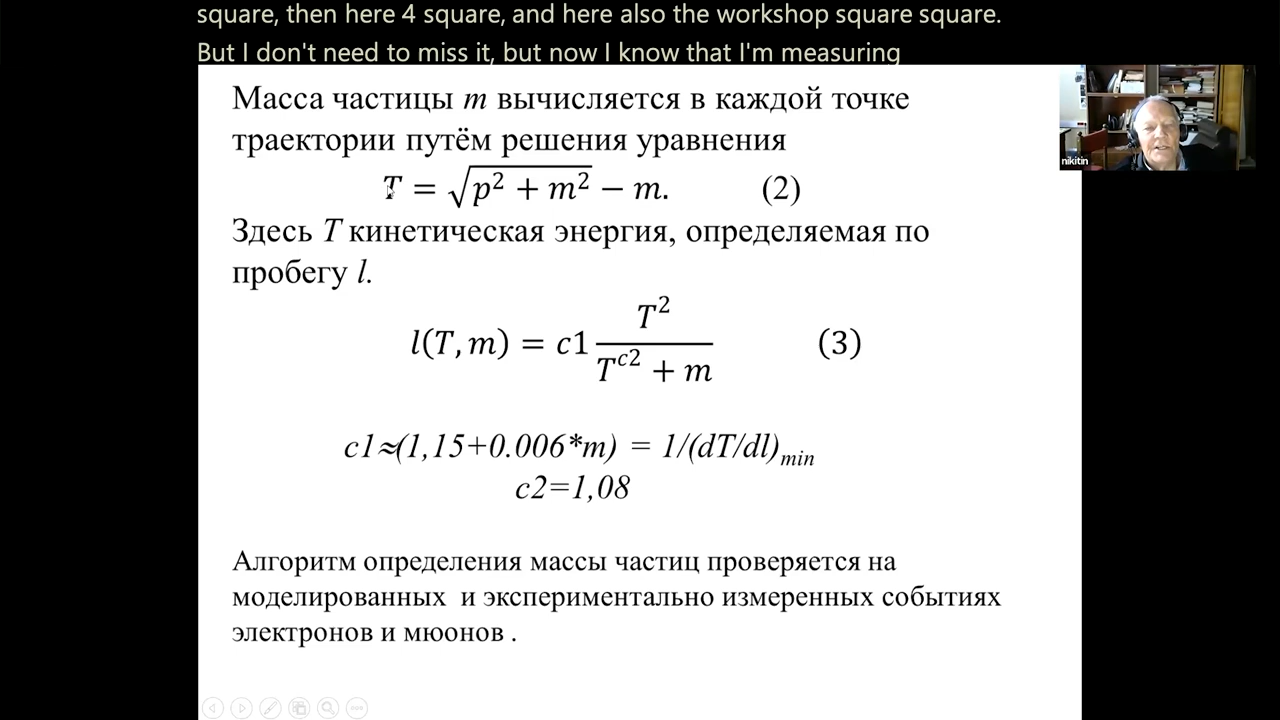 square, then here 4 square, and here also the workshop square square.
But I don't need to miss it, but now I know that I'm measuring
nikitin
Масса частицы m вычисляется в каждой точке
траектории путём решения уравнения
T = √(p² + m²) − m. (2)
Здесь T кинетическая энергия, определяемая по
пробегу l.
l(T, m) = c1 T² / (T^c2 + m) (3)
c1≈(1,15+0.006*m) = 1/(dT/dl)min
c2=1,08
Алгоритм определения массы частиц проверяется на
моделированных и экспериментально измеренных событиях
электронов и мюонов .